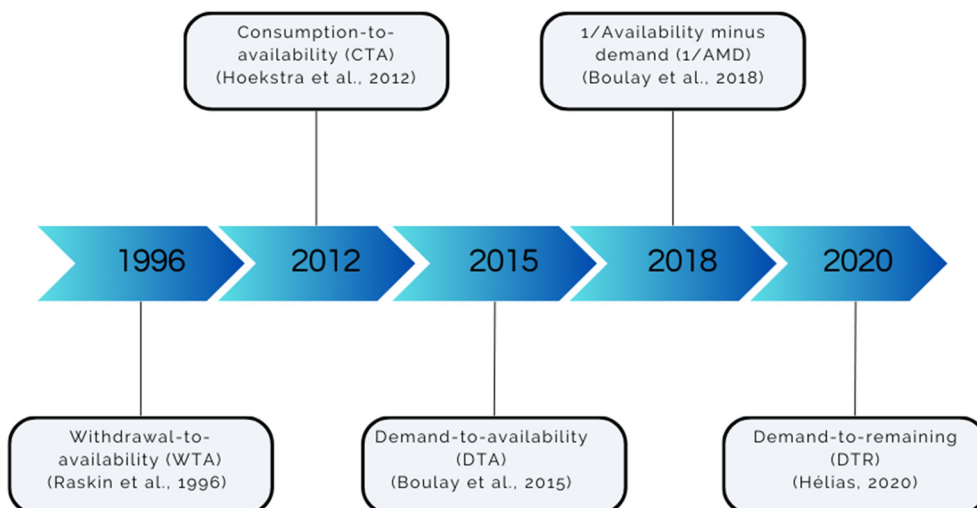 Consumption-to-
availability (CTA)
(Hoekstra et al., 2012)
1/Availability minus
demand (1/AMD)
(Boulay et al., 2018)
1996
2012
2015
2018
2020
Withdrawal-to-
availability (WTA)
(Raskin et al., 1996)
Demand-to-availability
(DTA)
(Boulay et al., 2015)
Demand-to-remaining
(DTR)
(Hélias, 2020)